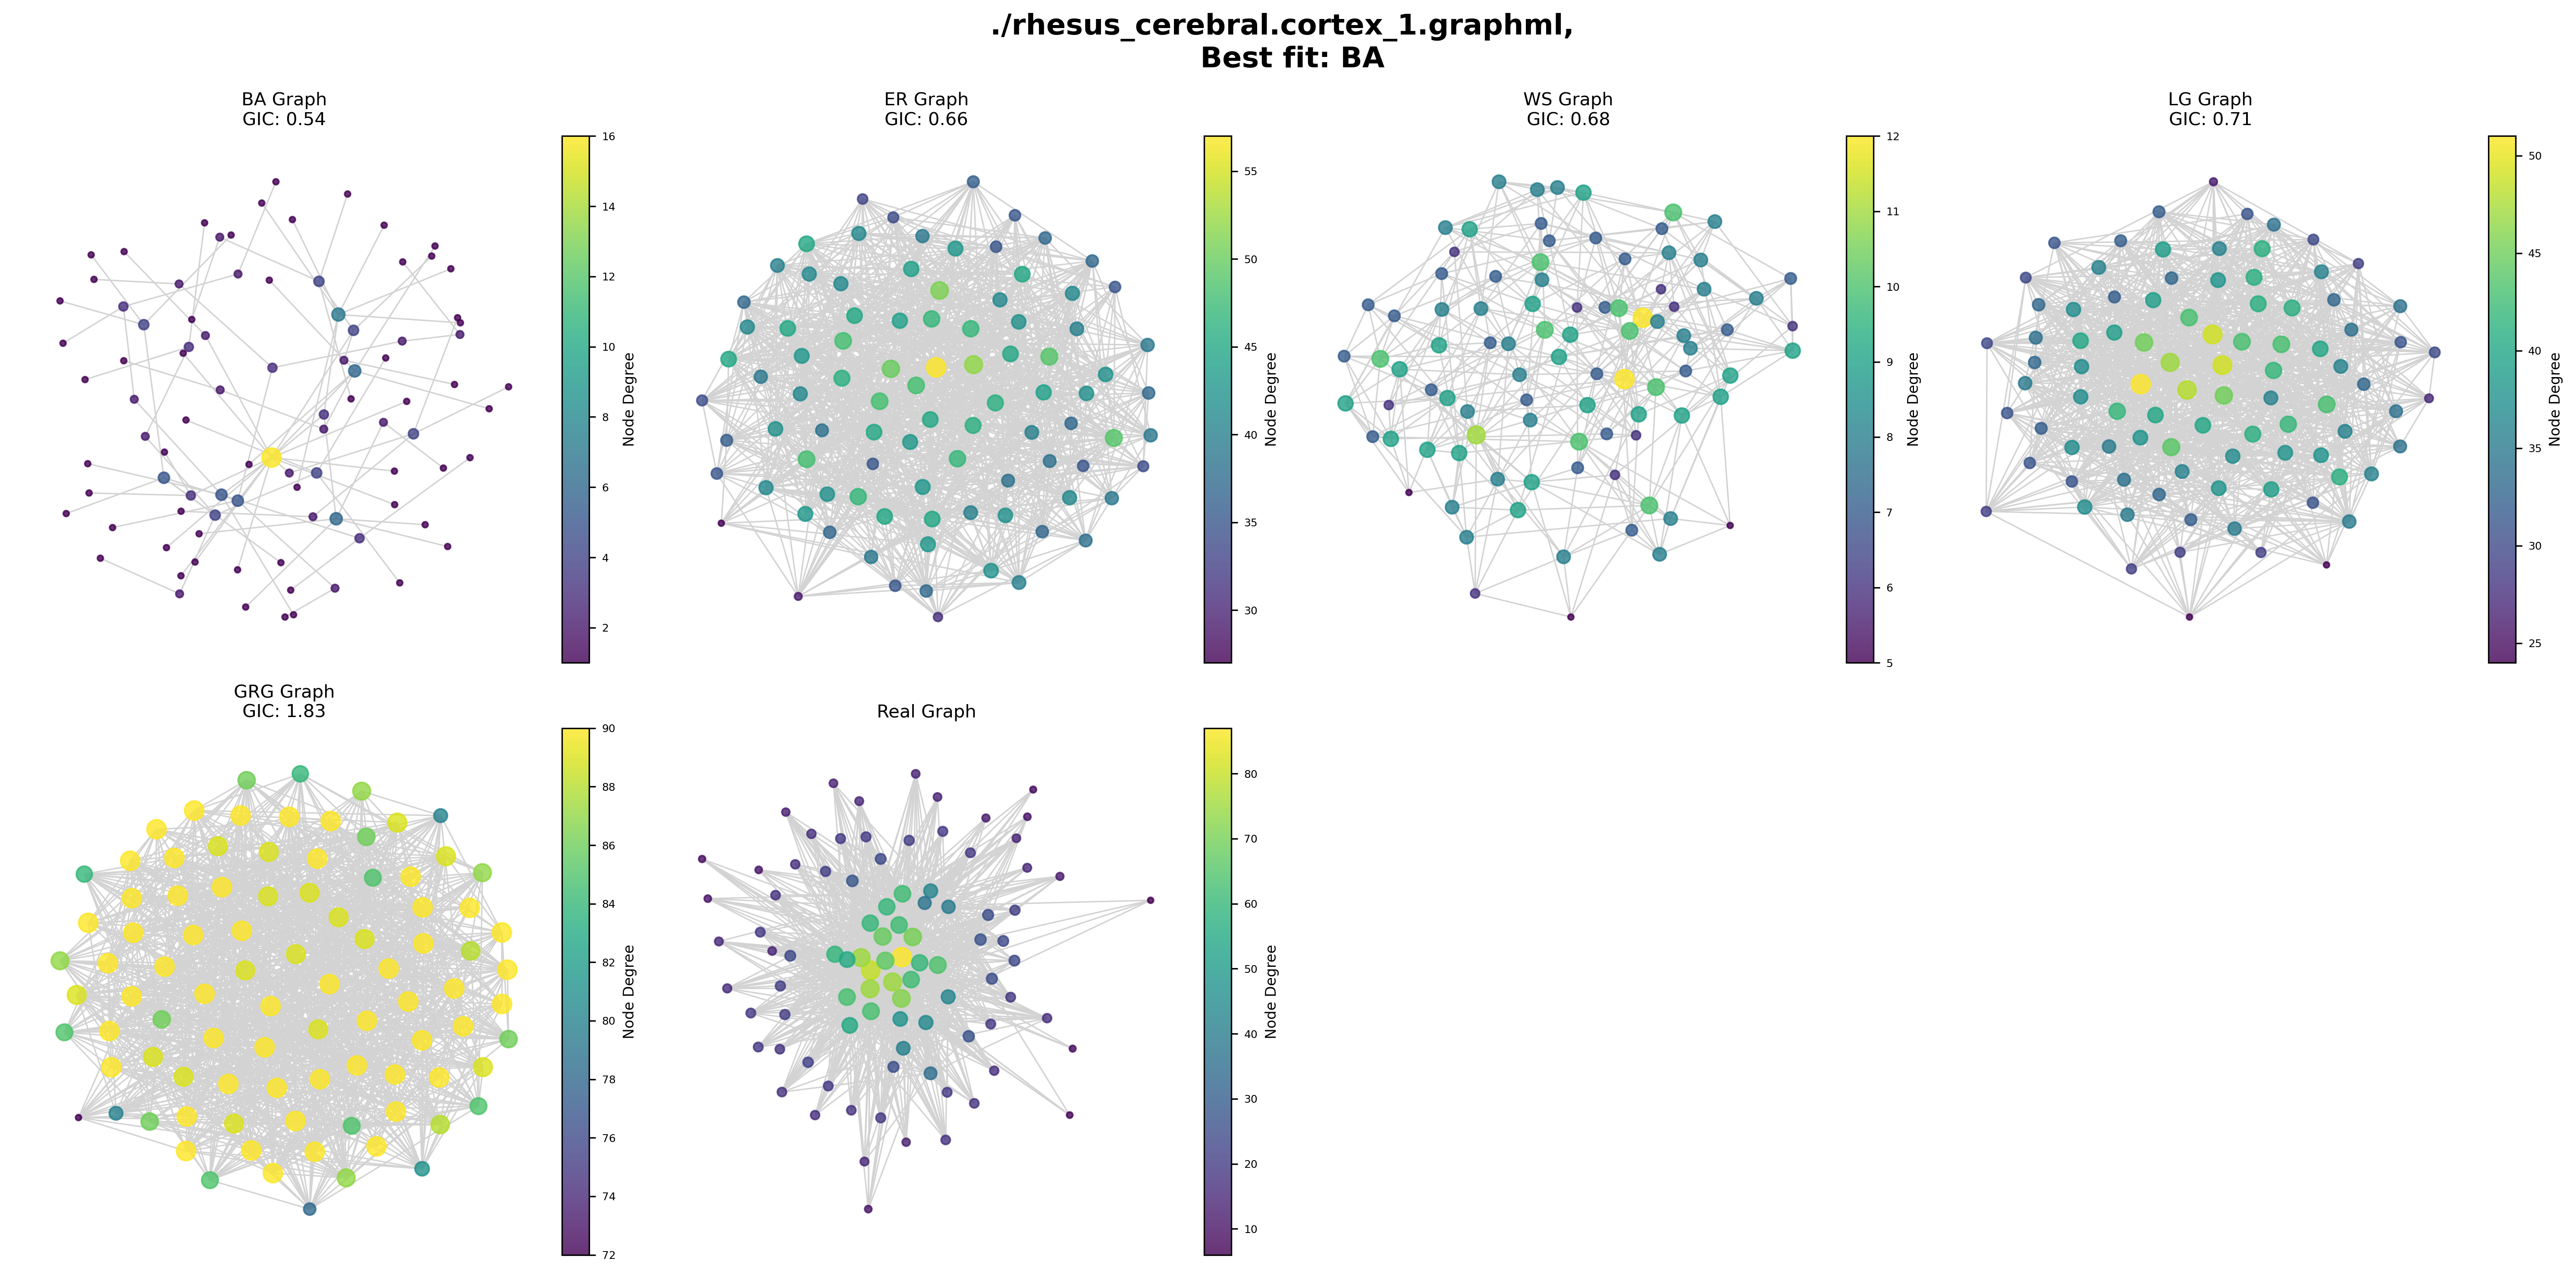 ./rhesus_cerebral.cortex_1.graphml,
Best fit: BA
BA Graph
GIC: 0.54
16
14
12
10
8
6
4
2
Node Degree
ER Graph
GIC: 0.66
55
50
45
40
35
30
Node Degree
WS Graph
GIC: 0.68
12
11
10
9
8
7
6
5
Node Degree
LG Graph
GIC: 0.71
50
45
40
35
30
25
Node Degree
GRG Graph
GIC: 1.83
90
88
86
84
82
80
78
76
74
72
Node Degree
Real Graph
80
70
60
50
40
30
20
10
Node Degree